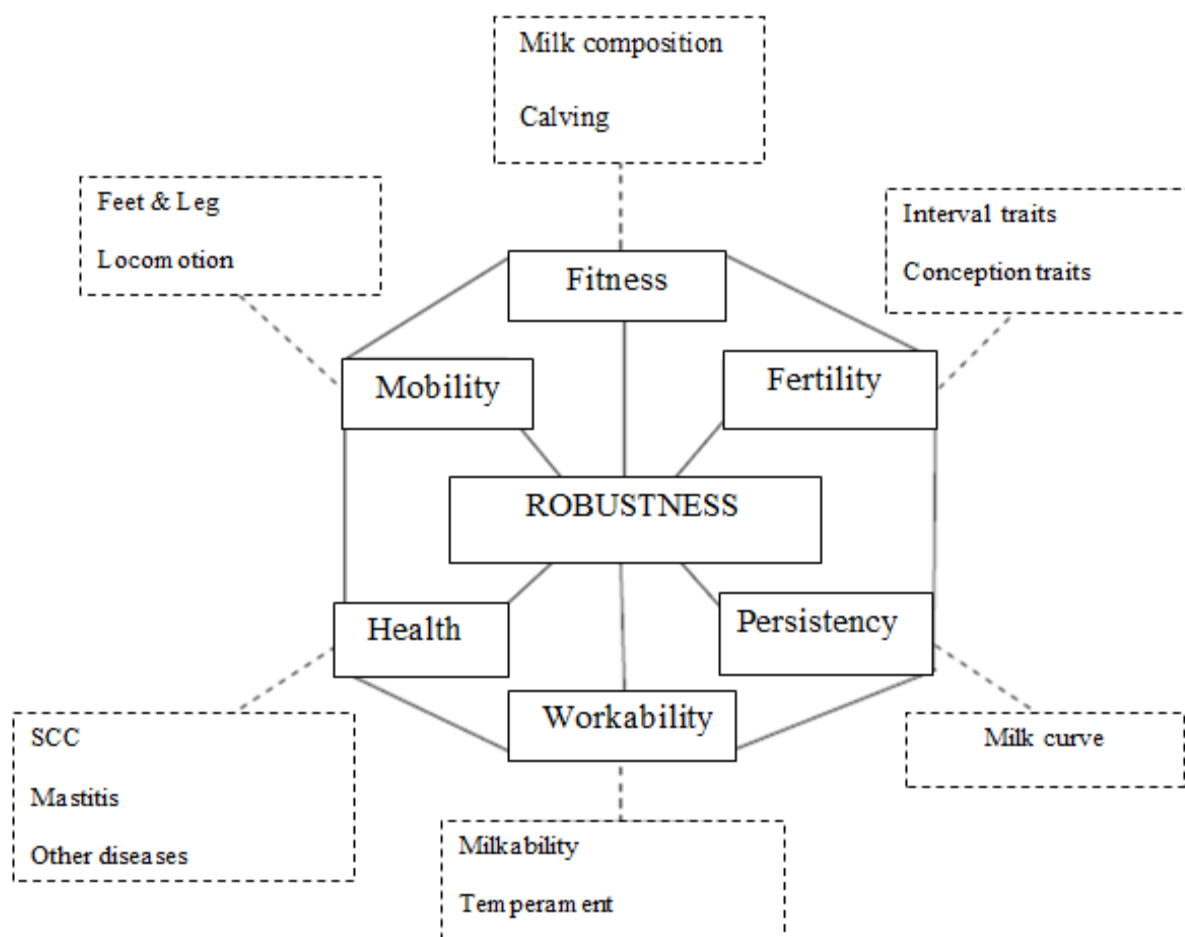 Milk composition
Calving
Feet & Leg
Locomotion
Interval traits
Conception traits
Fitness
Mobility
Fertility
ROBUSTNESS
Health
Persistency
Workability
SCC
Mastitis
Other diseases
Milk curve
Milkability
Temperament